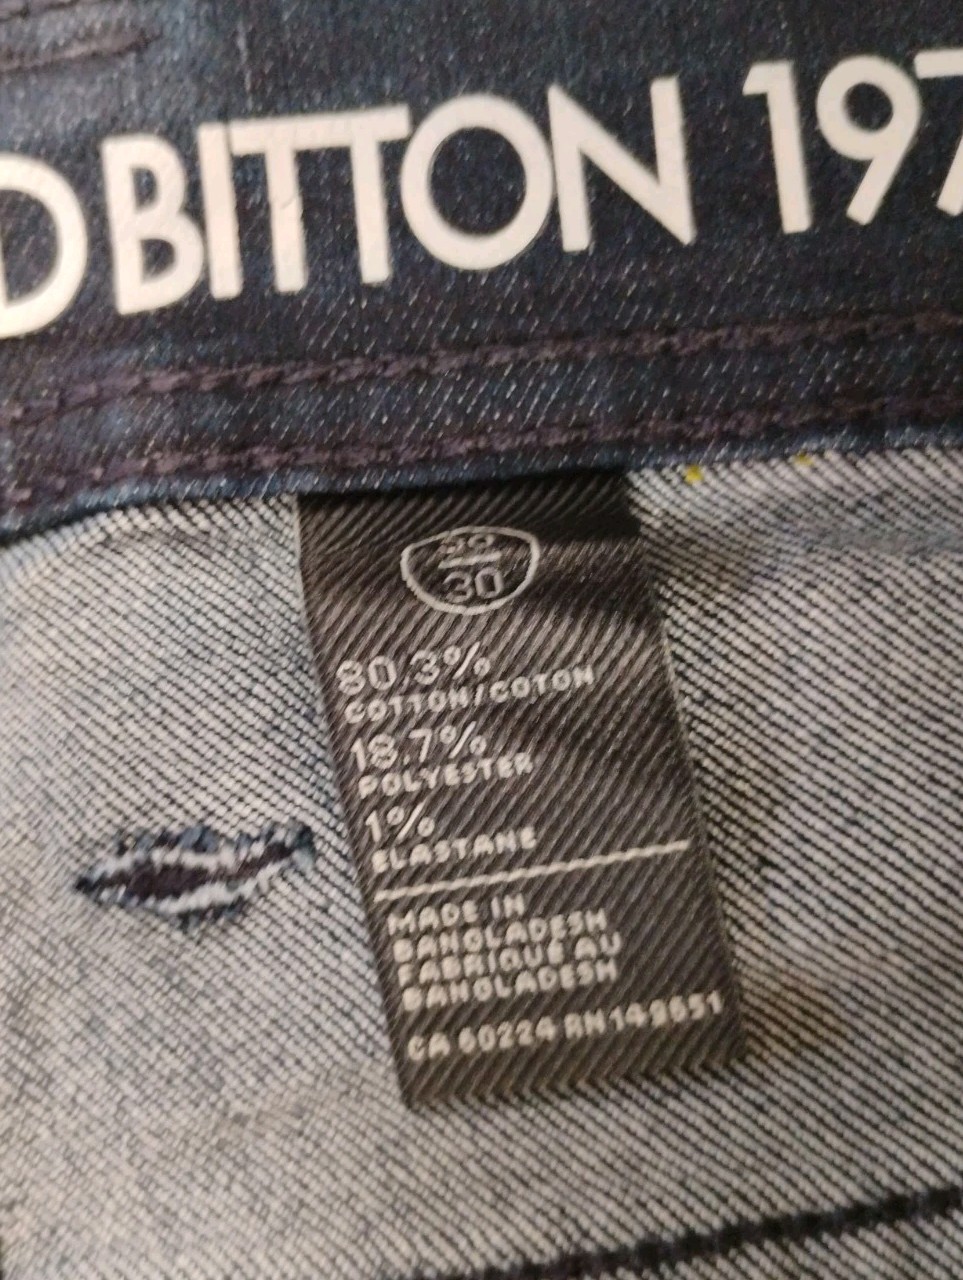 D BITTON 197
30
80.3%
COTTON/COTON
18.7%
POLYESTER
1%
ELASTANE
MADE IN
BANGLADESH
FABRIQUE AU
BANGLADESH
CA 60224 RN 149651